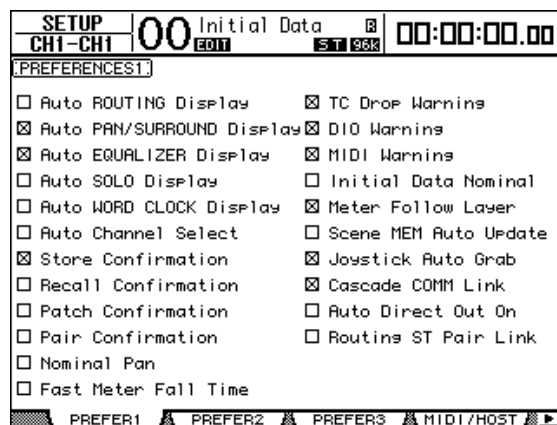 SETUP
CH1-CH1
00 Initial Data R
EDIT ST 96k
00:00:00.00
PREFERENCES1
Auto ROUTING Display
Auto PAN/SURROUND Display
Auto EQUALIZER Display
Auto SOLO Display
Auto WORD CLOCK Display
Auto Channel Select
Store Confirmation
Recall Confirmation
Patch Confirmation
Pair Confirmation
Nominal Pan
Fast Meter Fall Time
TC Drop Warning
DIO Warning
MIDI Warning
Initial Data Nominal
Meter Follow Layer
Scene MEM Auto Update
Joystick Auto Grab
Cascade COMM Link
Auto Direct Out On
Routing ST Pair Link
PREFER1 PREFER2 PREFER3 MIDI/HOST